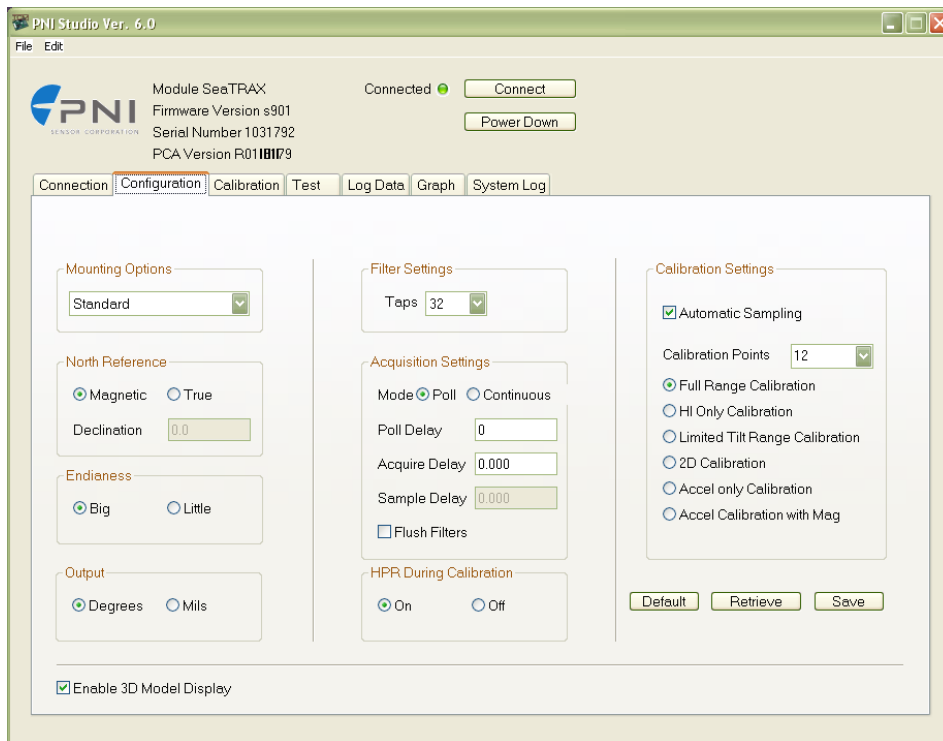 PNI Studio Ver. 6.0
File Edit
PNI
SENSOR CORPORATION
Module SeaTRAX
Firmware Version s901
Serial Number 1031792
PCA Version
Connected
Connect
Power Down
Connection Configuration Calibration Test Log Data Graph System Log
Mounting Options
Standard
North Reference
Magnetic True
Declination 0.0
Endianess
Big Little
Output
Degrees Mils
Filter Settings
Taps 32
Acquisition Settings
Mode Poll Continuous
Poll Delay 0
Acquire Delay 0.000
Sample Delay 0.000
Flush Filters
HPR During Calibration
On Off
Calibration Settings
Automatic Sampling
Calibration Points 12
Full Range Calibration
HI Only Calibration
Limited Tilt Range Calibration
2D Calibration
Accel only Calibration
Accel Calibration with Mag
Default Retrieve Save
Enable 3D Model Display